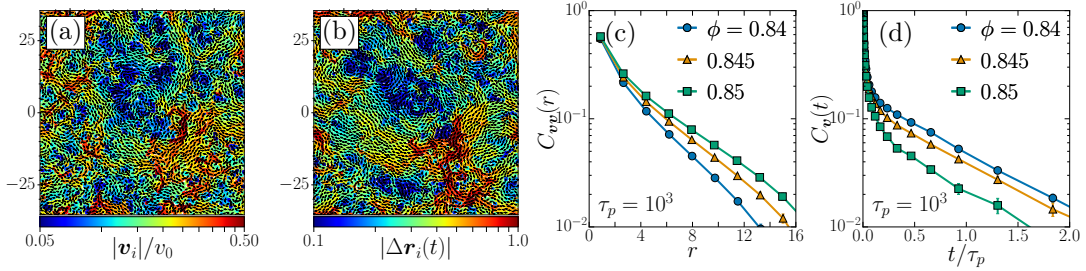 (a)
25
0
−25
0.05
0.50
|v_i|/v_0
(b)
25
0
−25
0.1
1.0
|Δr_i(t)|
(c)
10^0
10^{−1}
10^{−2}
C_{vv}(r)
ϕ = 0.84
0.845
0.85
τ_p = 10^3
0
4
8
12
16
r
(d)
10^0
10^{−1}
10^{−2}
C_v(t)
ϕ = 0.84
0.845
0.85
τ_p = 10^3
0.0
0.5
1.0
1.5
2.0
t/τ_p